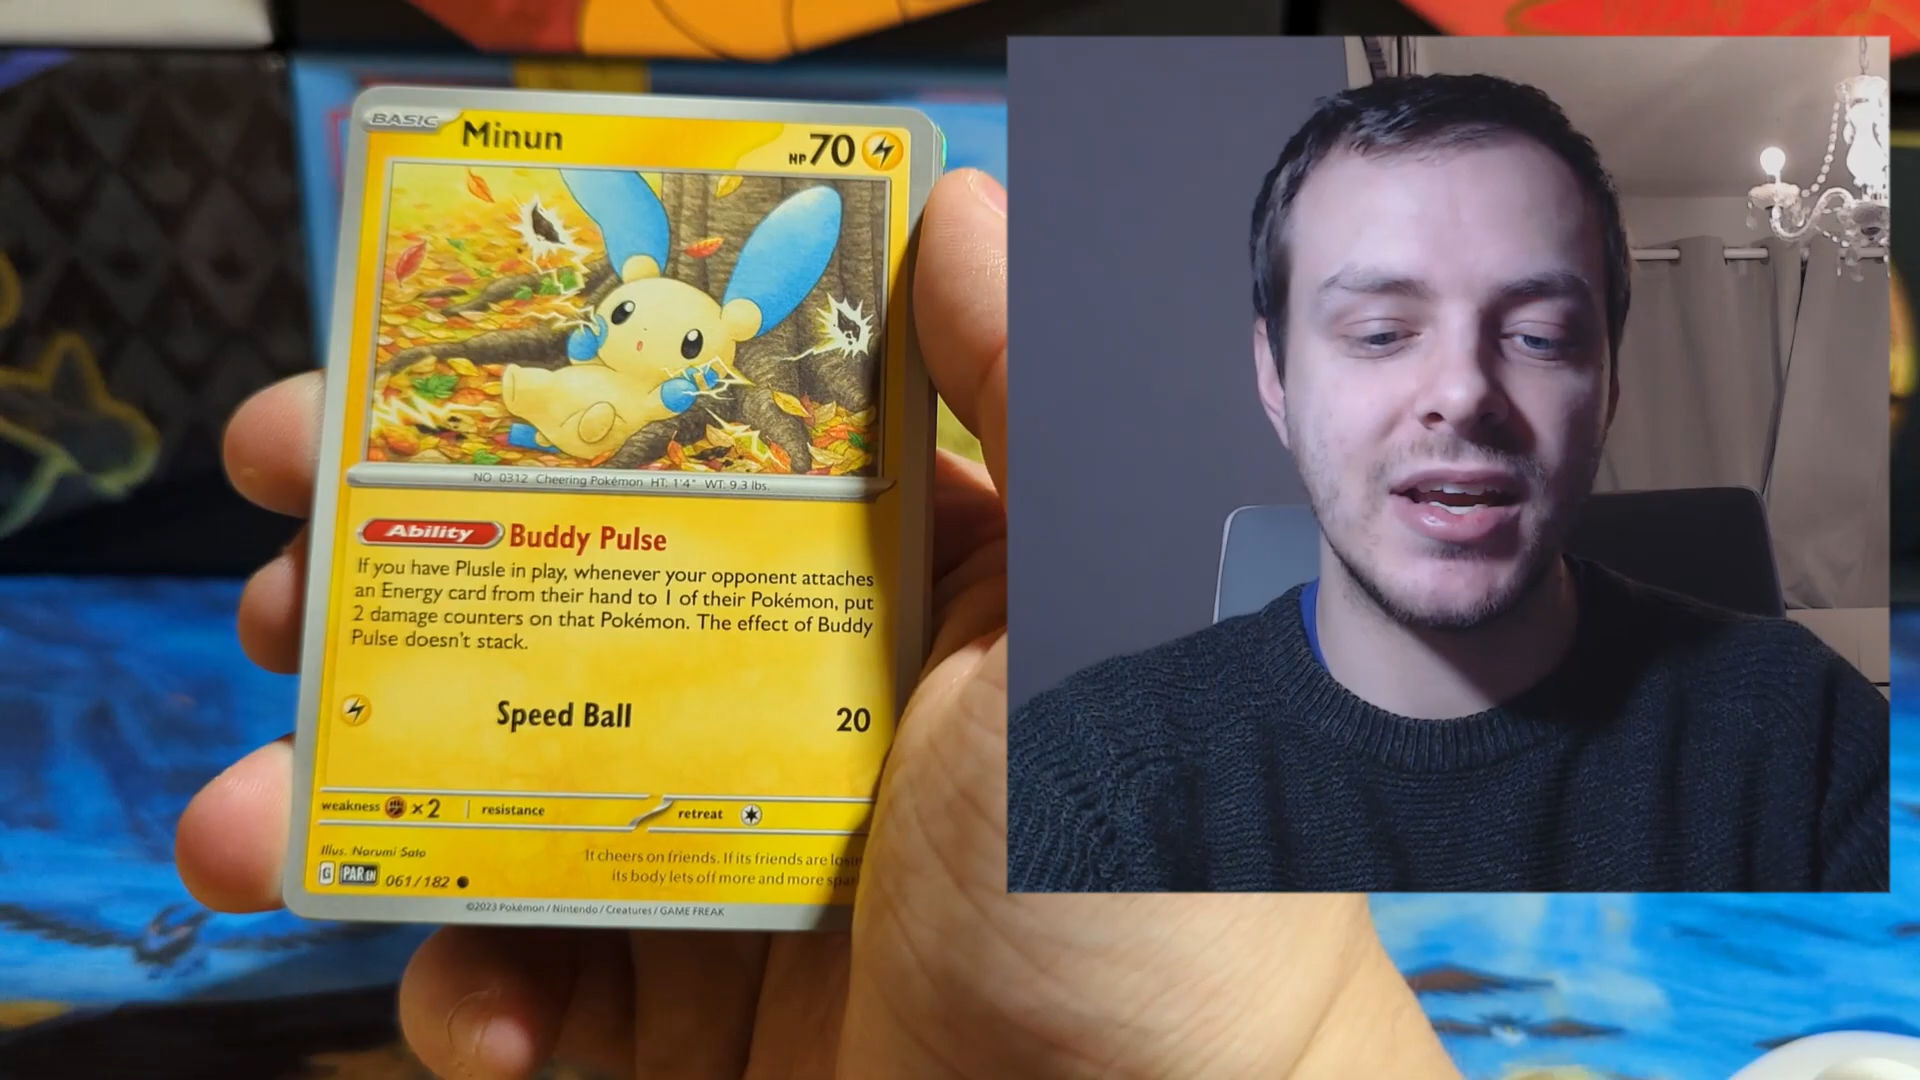 BASIC Minun HP 70
NO 0312 Cheering Pokémon HT: 1'4" WT: 9.3 lbs.
Ability Buddy Pulse
If you have Plusle in play, whenever your opponent attaches
an Energy card from their hand to 1 of their Pokémon, put
2 damage counters on that Pokémon. The effect of Buddy
Pulse doesn't stack.
Speed Ball 20
weakness ×2 resistance retreat
Illus. Narumi Sato
It cheers on friends. If its friends are
its body lets off more and more
G PAR EN 061/182
©2023 Pokémon / Nintendo / Creatures / GAME FREAK